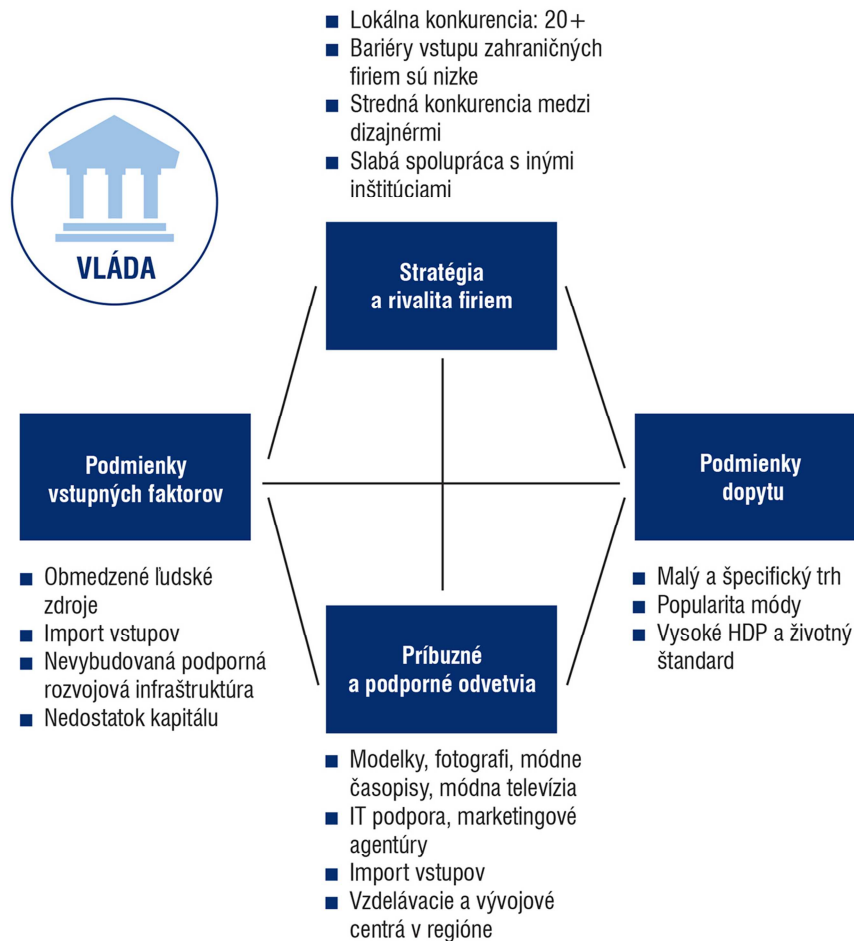 Lokálna konkurencia: 20+
Bariéry vstupu zahraničných
firiem sú nizke
Stredná konkurencia medzi
dizajnérmi
Slabá spolupráca s inými
inštitúciami
VLÁDA
Stratégia
a rivalita firiem
Podmienky
vstupných faktorov
Podmienky
dopytu
Obmedzené ľudské
zdroje
Import vstupov
Nevybudovaná podporná
rozvojová infraštruktúra
Nedostatok kapitálu
Malý a špecifický trh
Popularita módy
Vysoké HDP a životný
štandard
Príbuzné
a podporné odvetvia
Modelky, fotografi, módne
časopisy, módna televízia
IT podpora, marketingové
agentúry
Import vstupov
Vzdelávacie a vývojové
centrá v regióne